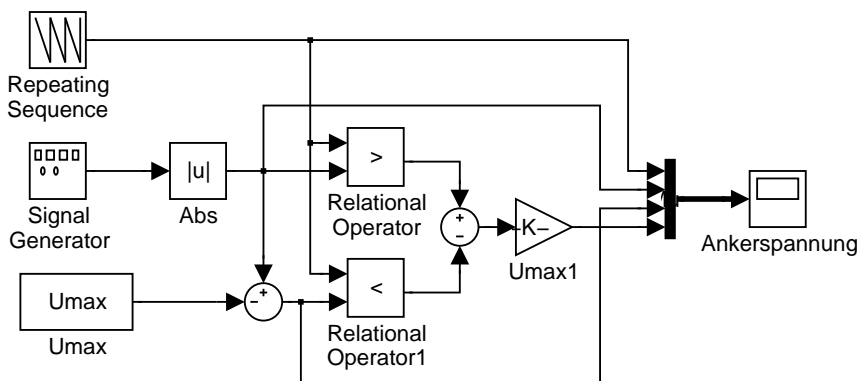 Repeating
Sequence
Signal
Generator
|u|
Abs
>
Relational
Operator
Umax
Umax
<
Relational
Operator1
+
−
−
+
–K–
Umax1
Ankerspannung